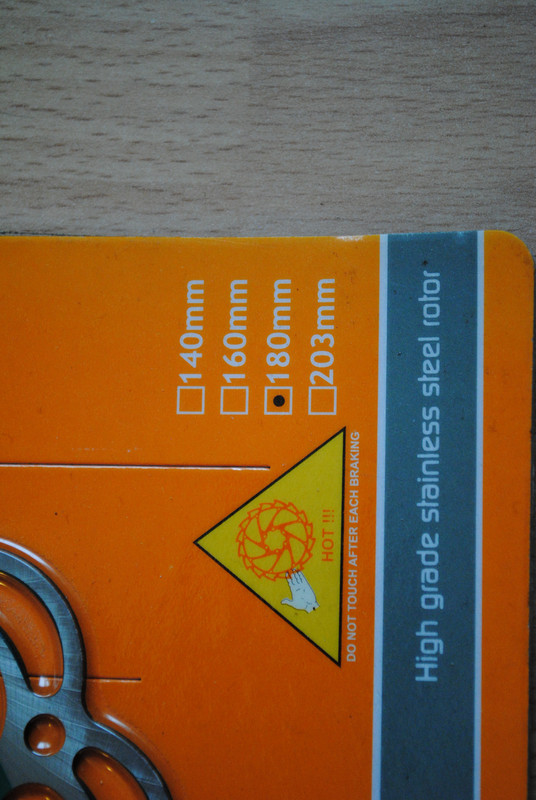 140mm
160mm
180mm
203mm
HOT !!!
DO NOT TOUCH AFTER EACH BRAKING
High grade stainless steel rotor